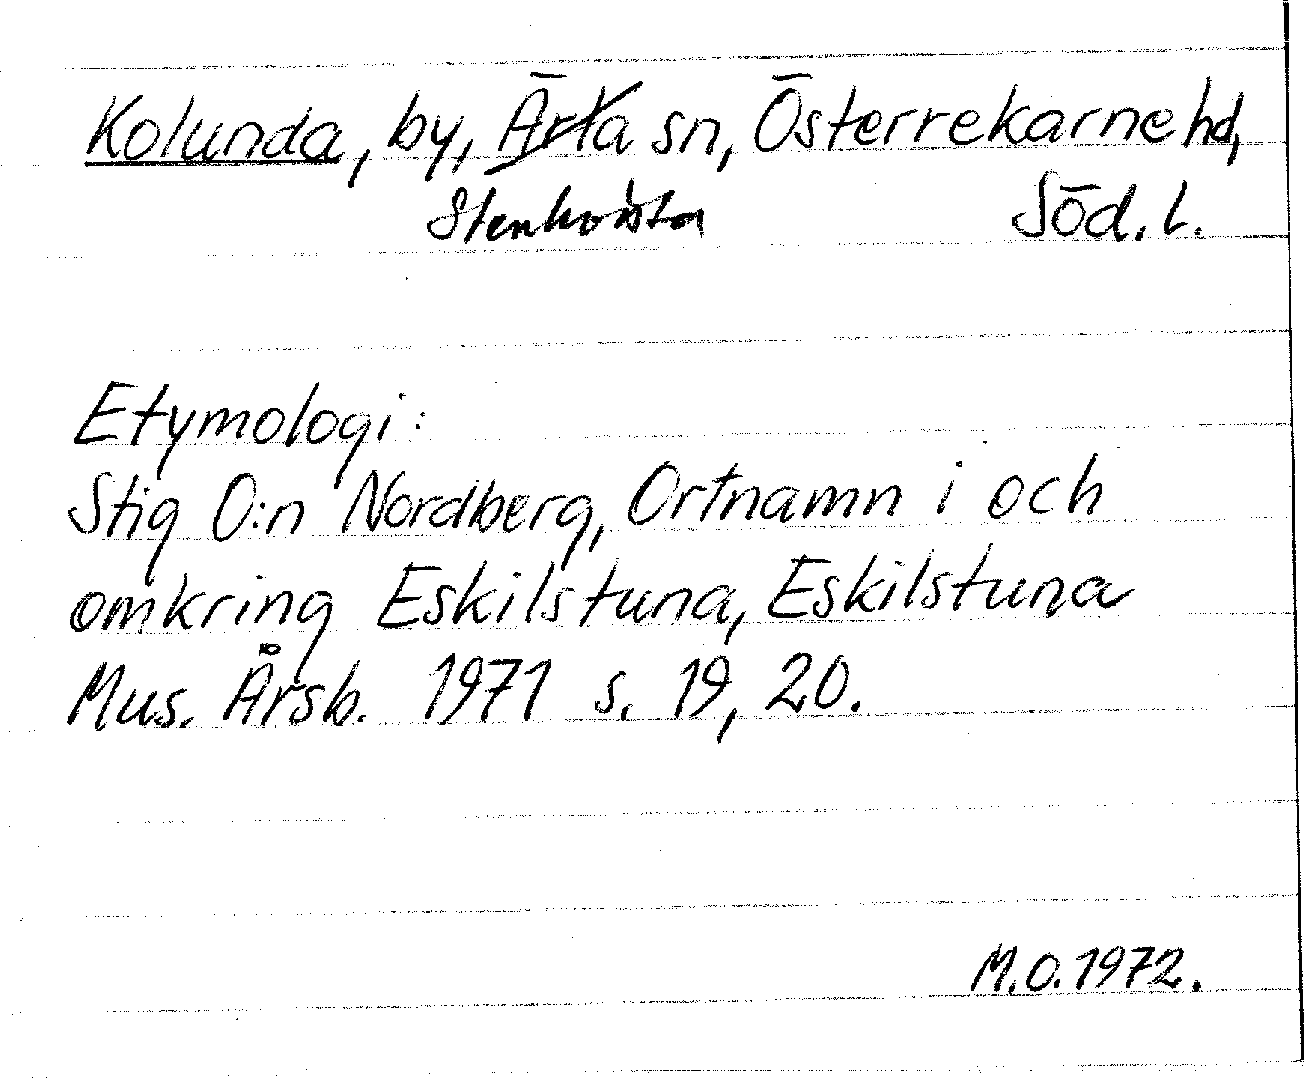 Kolunda, by, Ärla sn, Österrekarne hd,
Stenkvista Söd. l.
Etymologi:
Stig O:n Nordberg, Ortnamn i och
omkring Eskilstuna, Eskilstuna
Mus. Årsb. 1971 s. 19, 20.
M.O. 1972.